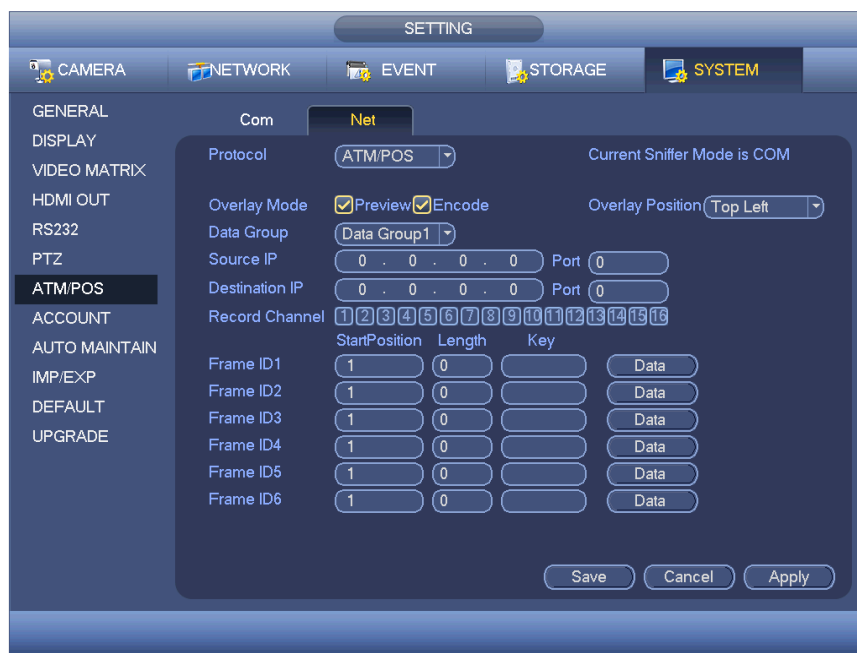 SETTING
CAMERA NETWORK EVENT STORAGE SYSTEM
GENERAL
DISPLAY
VIDEO MATRIX
HDMI OUT
RS232
PTZ
ATM/POS
ACCOUNT
AUTO MAINTAIN
IMP/EXP
DEFAULT
UPGRADE
Com Net
Protocol ATM/POS Current Sniffer Mode is COM
Overlay Mode Preview Encode Overlay Position Top Left
Data Group Data Group1
Source IP 0 . 0 . 0 . 0 Port 0
Destination IP 0 . 0 . 0 . 0 Port 0
Record Channel 1 2 3 4 5 6 7 8 9 10 11 12 13 14 15 16
StartPosition Length Key
Frame ID1 1 0 Data
Frame ID2 1 0 Data
Frame ID3 1 0 Data
Frame ID4 1 0 Data
Frame ID5 1 0 Data
Frame ID6 1 0 Data
Save Cancel Apply